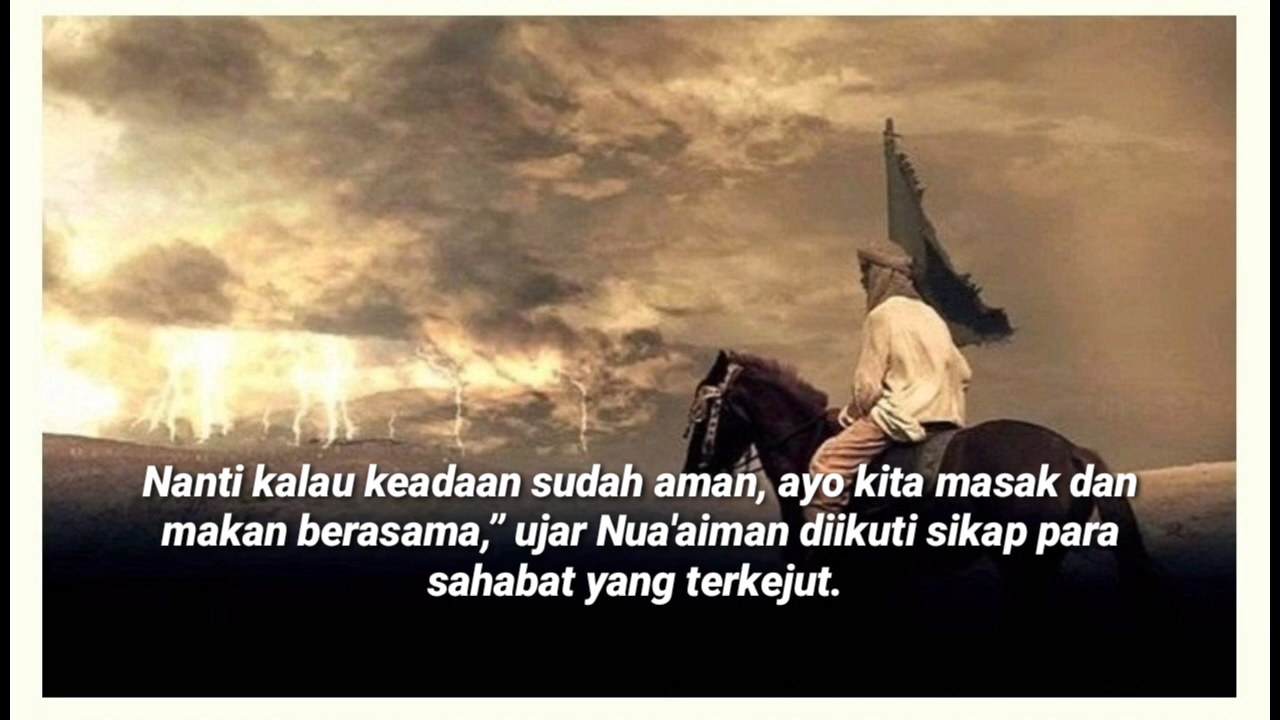 Nanti kalau keadaan sudah aman, ayo kita masak dan
makan berasama,” ujar Nua'aiman diikuti sikap para
sahabat yang terkejut.